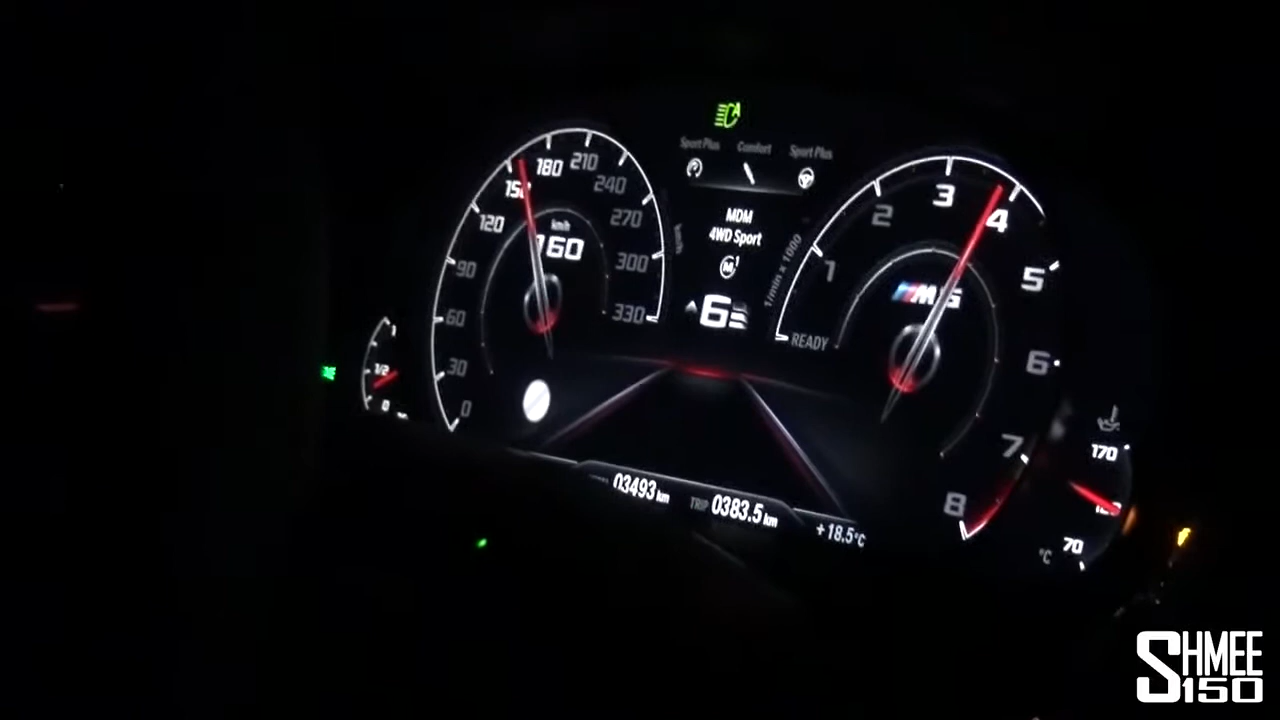 Sport Plus Comfort Sport Plus
MDM
4WD Sport
M1
6
0
30
60
90
120
150
180
210
240
270
300
330
km/h
160
1/min x 1000
READY
1
2
3
4
5
6
7
8
M5
1
1/2
0
170
70
°C
03493 km
TRIP 0383.5 km
+18.5°C
SHMEE
150